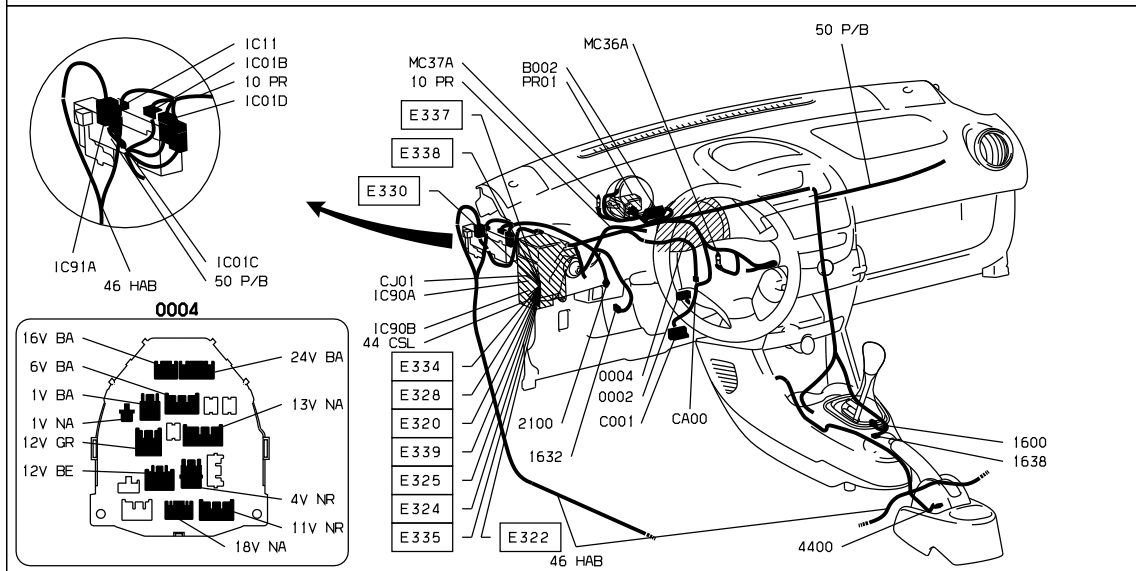 IC11
IC01B
10 PR
IC01D
IC91A
46 HAB
IC01C
50 P/B
0004
16V BA
6V BA
1V BA
1V NA
12V GR
12V BE
24V BA
13V NA
4V NR
11V NR
18V NA
MC36A
50 P/B
MC37A
10 PR
B002
PR01
E337
E338
E330
CJ01
IC90A
IC90B
44 CSL
E334
E328
E320
E339
E325
E324
E335
E322
46 HAB
2100
1632
0004
0002
C001
CA00
1600
1638
4400